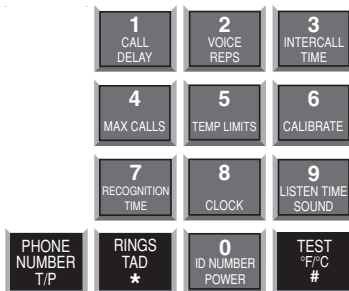 1
CALL
DELAY
2
VOICE
REPS
3
INTERCALL
TIME
4
MAX CALLS
5
TEMP LIMITS
6
CALIBRATE
7
RECOGNITION
TIME
8
CLOCK
9
LISTEN TIME
SOUND
PHONE
NUMBER
T/P
RINGS
TAD
*
0
ID NUMBER
POWER
TEST
°F/°C
#